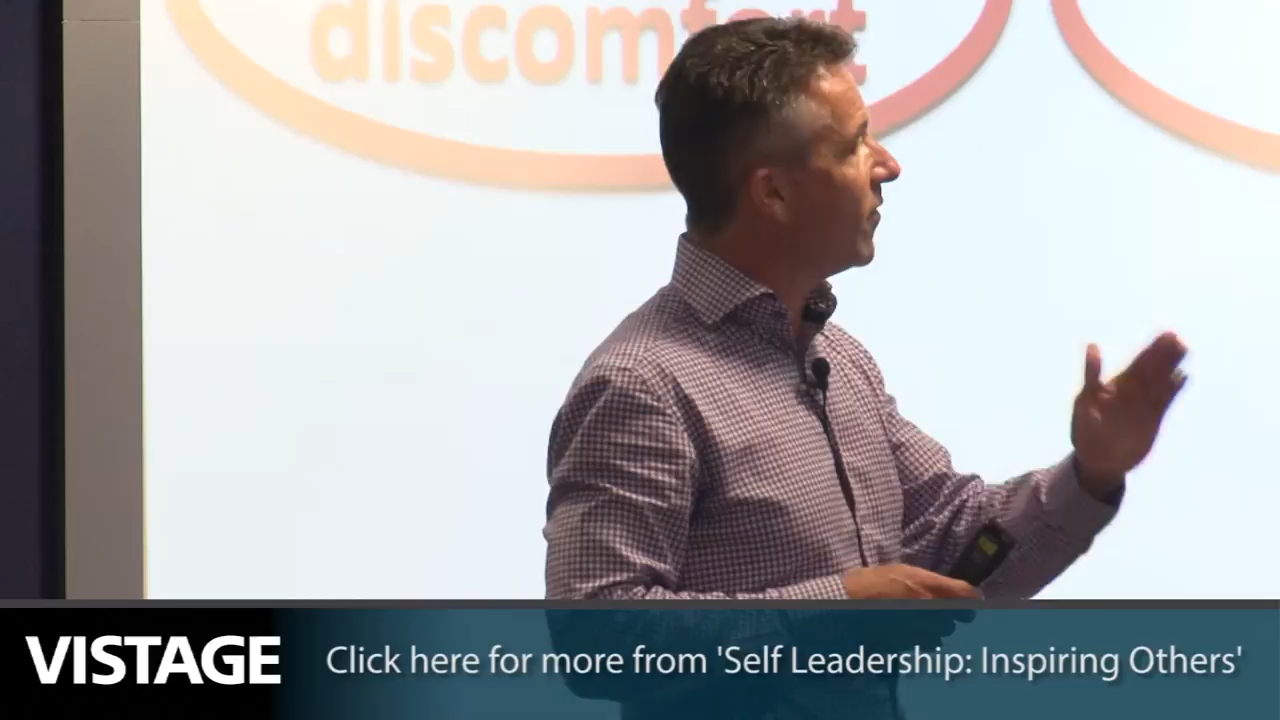 discomfort
VISTAGE
Click here for more from 'Self Leadership: Inspiring Others'